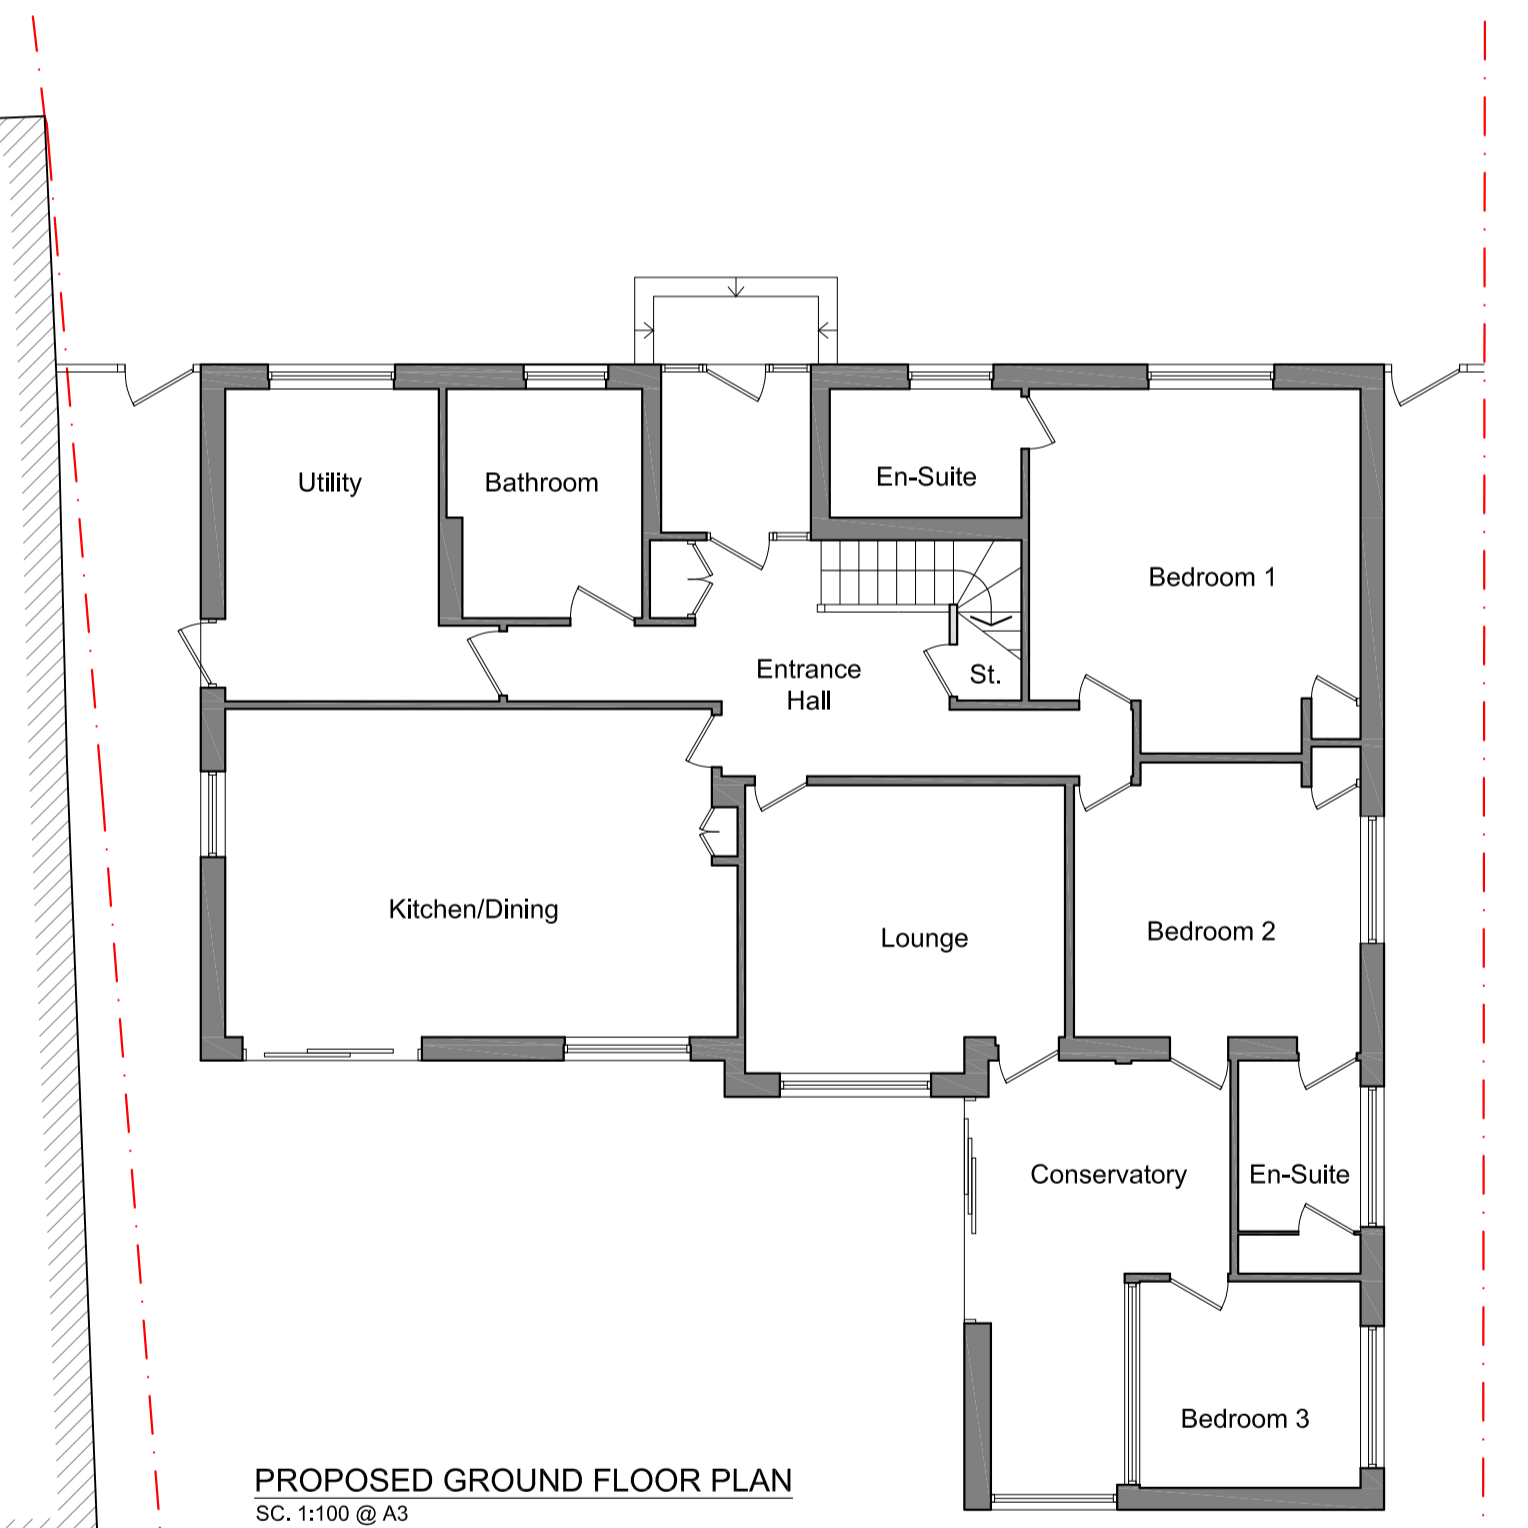 Utility
Bathroom
En-Suite
Bedroom 1
Entrance
Hall
St.
Kitchen/Dining
Lounge
Bedroom 2
Conservatory
En-Suite
Bedroom 3
PROPOSED GROUND FLOOR PLAN
SC. 1:100 @ A3